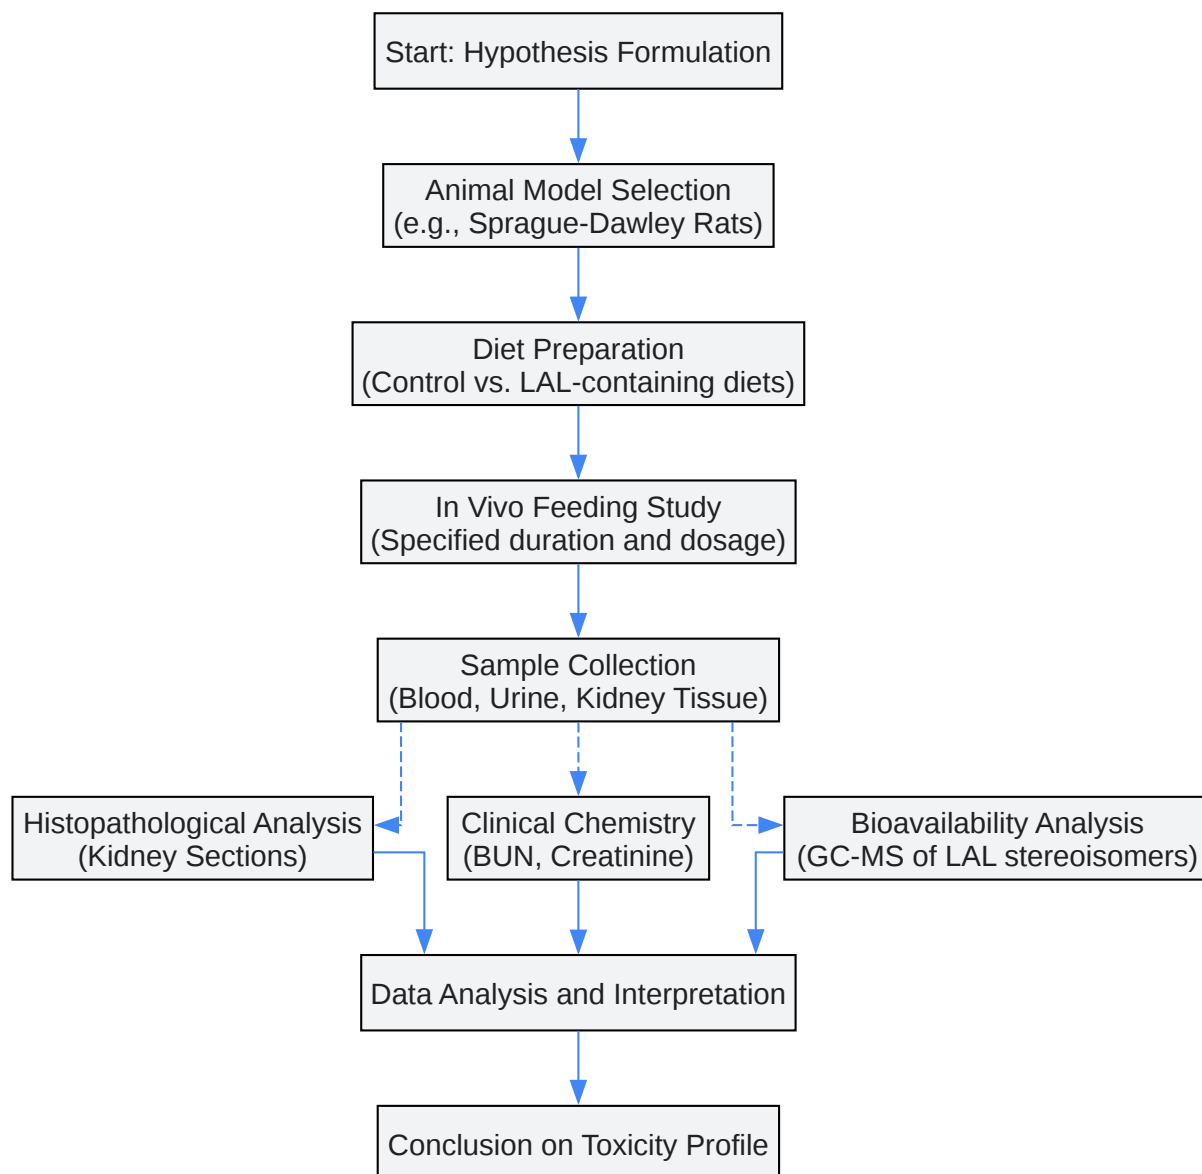 Start: Hypothesis Formulation
Animal Model Selection
(e.g., Sprague-Dawley Rats)
Diet Preparation
(Control vs. LAL-containing diets)
In Vivo Feeding Study
(Specified duration and dosage)
Sample Collection
(Blood, Urine, Kidney Tissue)
Histopathological Analysis
(Kidney Sections)
Clinical Chemistry
(BUN, Creatinine)
Bioavailability Analysis
(GC-MS of LAL stereoisomers)
Data Analysis and Interpretation
Conclusion on Toxicity Profile